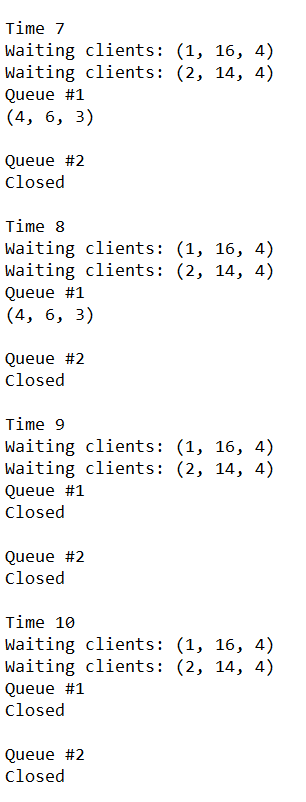 Time 7
Waiting clients: (1, 16, 4)
Waiting clients: (2, 14, 4)
Queue #1
(4, 6, 3)
Queue #2
Closed
Time 8
Waiting clients: (1, 16, 4)
Waiting clients: (2, 14, 4)
Queue #1
(4, 6, 3)
Queue #2
Closed
Time 9
Waiting clients: (1, 16, 4)
Waiting clients: (2, 14, 4)
Queue #1
Closed
Queue #2
Closed
Time 10
Waiting clients: (1, 16, 4)
Waiting clients: (2, 14, 4)
Queue #1
Closed
Queue #2
Closed